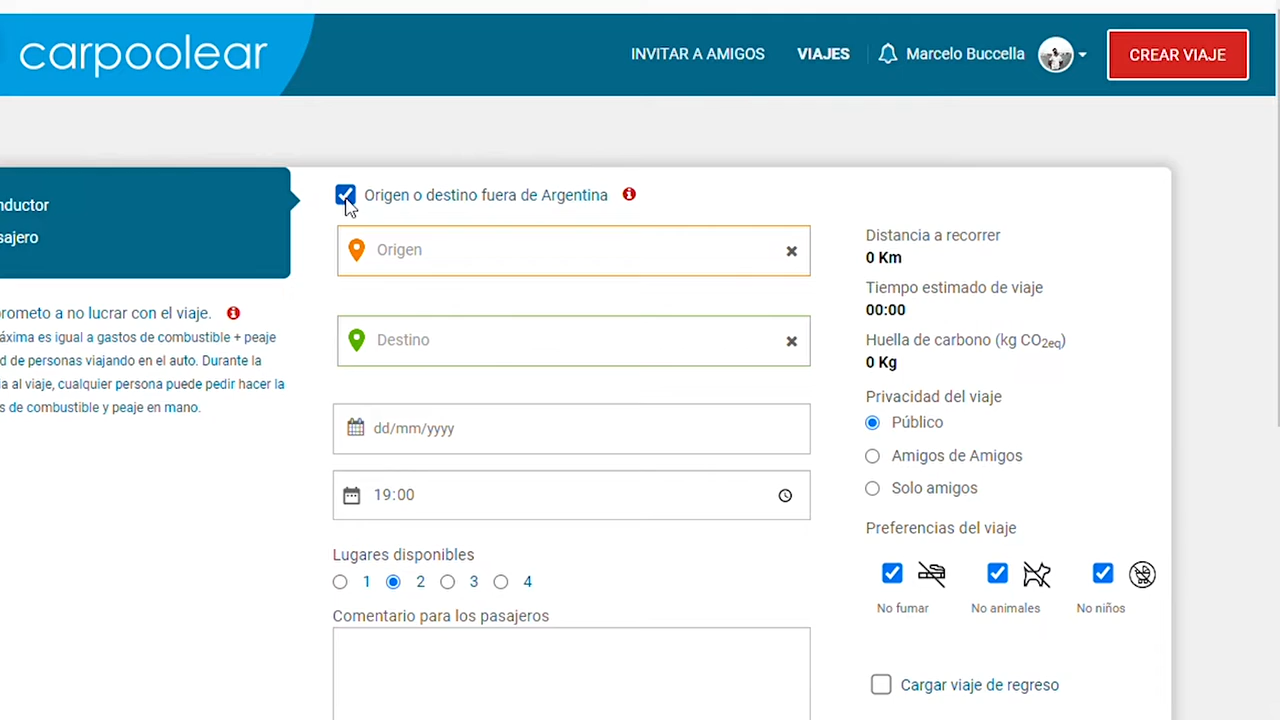 carpoolear
INVITAR A AMIGOS
VIAJES
Marcelo Buccella
CREAR VIAJE
nductor
sajero
rometo a no lucrar con el viaje.
áxima es igual a gastos de combustible + peaje
d de personas viajando en el auto. Durante la
ia al viaje, cualquier persona puede pedir hacer la
s de combustible y peaje en mano.
Origen o destino fuera de Argentina
Origen
Destino
dd/mm/yyyy
19:00
Lugares disponibles
1 2 3 4
Comentario para los pasajeros
Distancia a recorrer
0 Km
Tiempo estimado de viaje
00:00
Huella de carbono (kg CO2eq)
0 Kg
Privacidad del viaje
Público
Amigos de Amigos
Solo amigos
Preferencias del viaje
No fumar
No animales
No niños
Cargar viaje de regreso